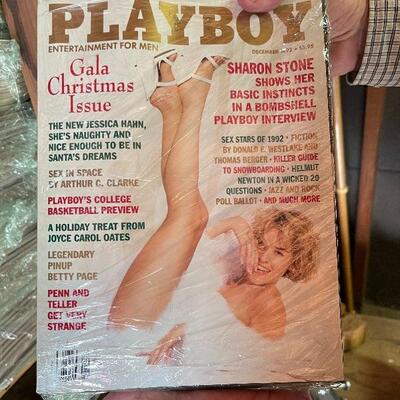 PLAYBOY
ENTERTAINMENT FOR MEN
DECEMBER 1992 • $5.95
Gala
Christmas
Issue
THE NEW JESSICA HAHN,
SHE'S NAUGHTY AND
NICE ENOUGH TO BE IN
SANTA'S DREAMS
SEX IN SPACE
BY ARTHUR C. CLARKE
PLAYBOY'S COLLEGE
BASKETBALL PREVIEW
A HOLIDAY TREAT FROM
JOYCE CAROL OATES
LEGENDARY
PINUP
BETTY PAGE
PENN AND
TELLER
GET VERY
STRANGE
SHARON STONE
SHOWS HER
BASIC INSTINCTS
IN A BOMBSHELL
PLAYBOY INTERVIEW
SEX STARS OF 1992 • FICTION
BY DONALD E. WESTLAKE AND
THOMAS BERGER • KILLER GUIDE
TO SNOWBOARDING • HELMUT
NEWTON IN A WICKED 20
QUESTIONS • JAZZ AND ROCK
POLL BALLOT • AND MUCH MORE